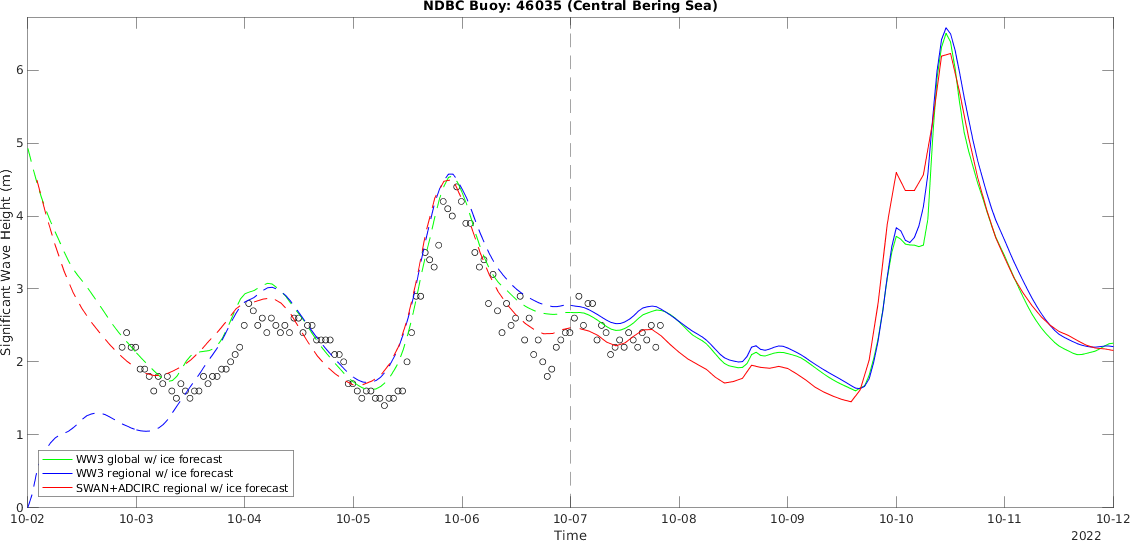 NDBC Buoy: 46035 (Central Bering Sea)
Significant Wave Height (m)
6
5
4
3
2
1
0
WW3 global w/ ice forecast
WW3 regional w/ ice forecast
SWAN+ADCIRC regional w/ ice forecast
10-02 10-03 10-04 10-05 10-06 10-07 10-08 10-09 10-10 10-11 10-12
Time
2022